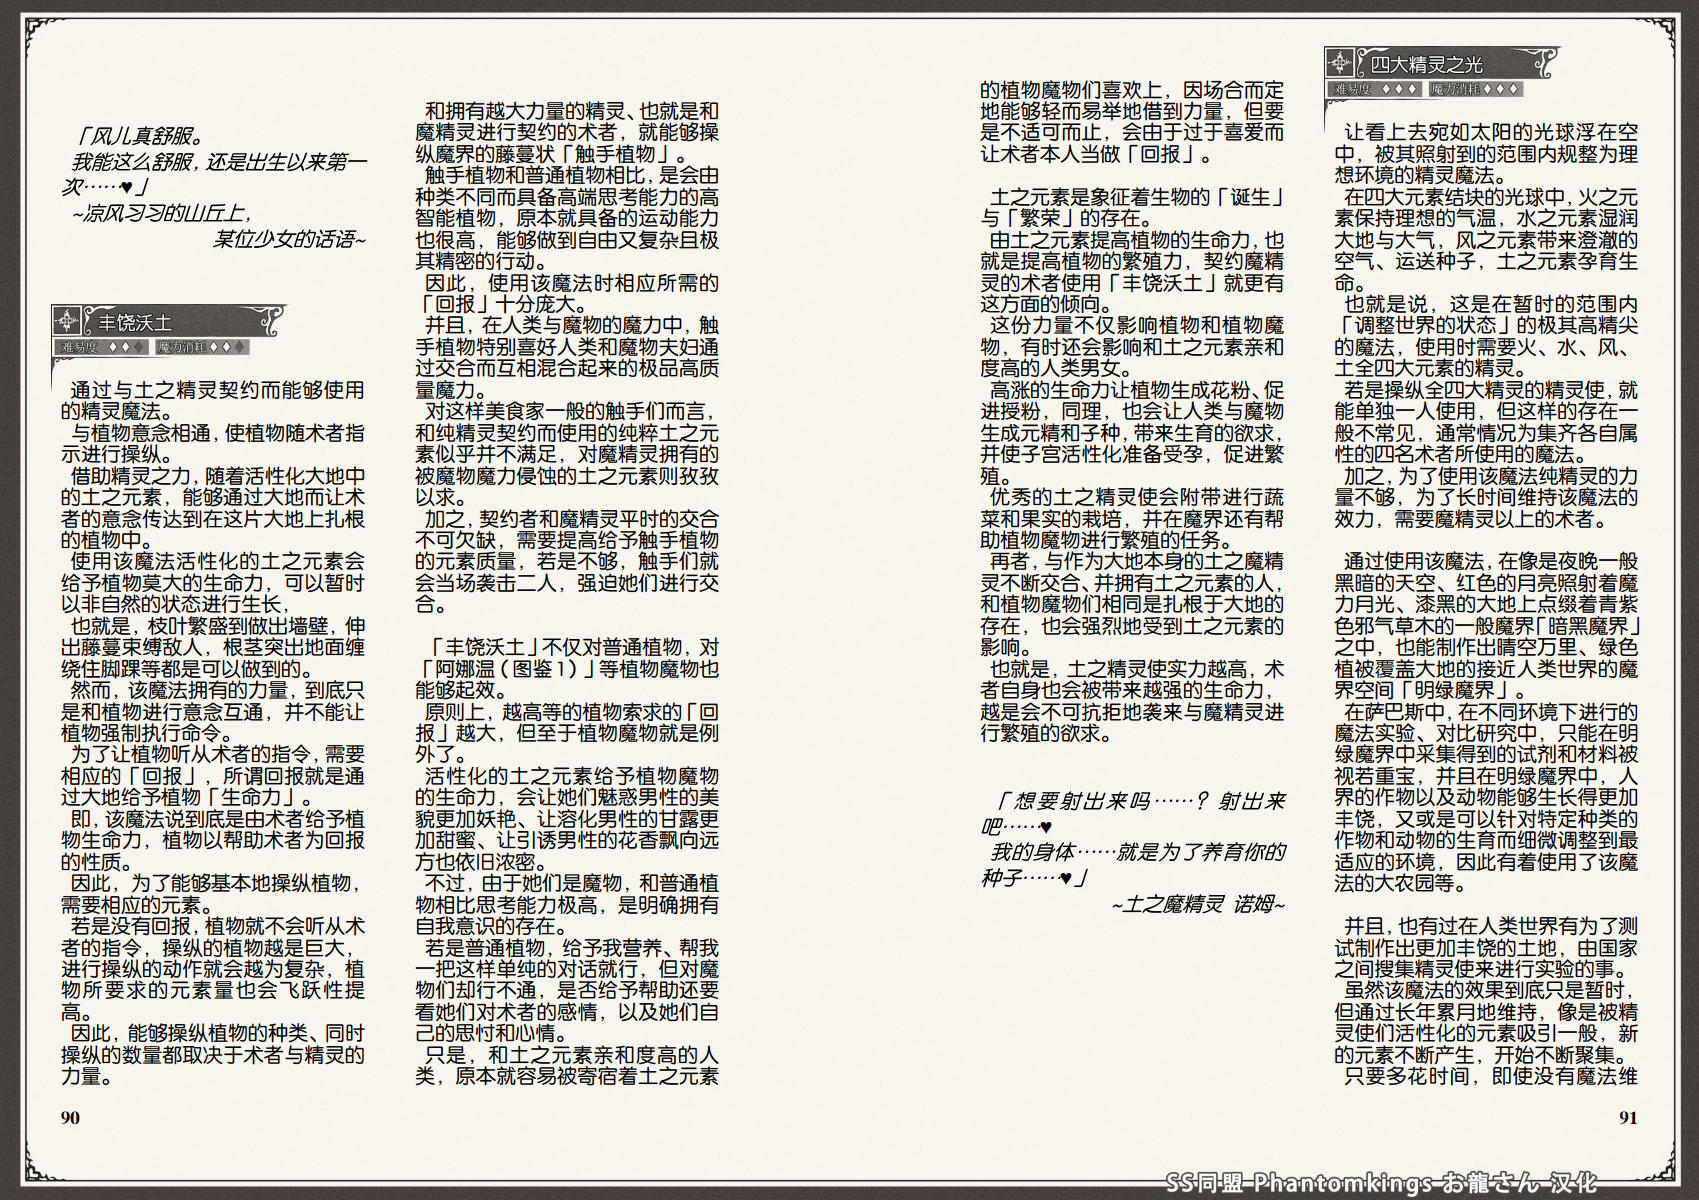 「风儿真舒服。
我能这么舒服，还是出生以来第一
次……♥」
~凉风习习的山丘上，
某位少女的话语~
丰饶沃土
难易度 ♦♦♦ 魔力消耗♦♦♦
通过与土之精灵契约而能够使用
的精灵魔法。
与植物意念相通，使植物随术者指
示进行操纵。
借助精灵之力，随着活性化大地中
的土之元素，能够通过大地而让术
者的意念传达到在这片大地上扎根
的植物中。
使用该魔法活性化的土之元素会
给予植物莫大的生命力，可以暂时
以非自然的状态进行生长，
也就是，枝叶繁盛到做出墙壁，伸
出藤蔓束缚敌人，根茎突出地面缠
绕住脚踝等都是可以做到的。
然而，该魔法拥有的力量，到底只
是和植物进行意念互通，并不能让
植物强制执行命令。
为了让植物听从术者的指令，需要
相应的「回报」，所谓回报就是通
过大地给予植物「生命力」。
即，该魔法说到底是由术者给予植
物生命力，植物以帮助术者为回报
的性质。
因此，为了能够基本地操纵植物，
需要相应的元素。
若是没有回报，植物就不会听从术
者的指令，操纵的植物越是巨大，
进行操纵的动作就会越为复杂，植
物所要求的元素量也会飞跃性提
高。
因此，能够操纵植物的种类、同时
操纵的数量都取决于术者与精灵的
力量。
90
和拥有越大力量的精灵、也就是和
魔精灵进行契约的术者，就能够操
纵魔界的藤蔓状「触手植物」。
触手植物和普通植物相比，是会由
种类不同而具备高端思考能力的高
智能植物，原本就具备的运动能力
也很高，能够做到自由又复杂且极
其精密的行动。
因此，使用该魔法时相应所需的
「回报」十分庞大。
并且，在人类与魔物的魔力中，触
手植物特别喜好人类和魔物夫妇通
过交合而互相混合起来的极品高质
量魔力。
对这样美食家一般的触手们而言，
和纯精灵契约而使用的纯粹土之元
素似乎并不满足，对魔精灵拥有的
被魔物魔力侵蚀的土之元素则孜孜
以求。
加之，契约者和魔精灵平时的交合
不可欠缺，需要提高给予触手植物
的元素质量，若是不够，触手们就
会当场袭击二人，强迫她们进行交
合。
「丰饶沃土」不仅对普通植物，对
「阿娜温（图鉴1）」等植物魔物也
能够起效。
原则上，越高等的植物索求的「回
报」越大，但至于植物魔物就是例
外了。
活性化的土之元素给予植物魔物
的生命力，会让她们魅惑男性的美
貌更加妖艳、让溶化男性的甘露更
加甜蜜、让引诱男性的花香飘向远
方也依旧浓密。
不过，由于她们是魔物，和普通植
物相比思考能力极高，是明确拥有
自我意识的存在。
若是普通植物，给予我营养、帮我
一把这样单纯的对话就行，但对魔
物们却行不通，是否给予帮助还要
看她们对术者的感情，以及她们自
己的思忖和心情。
只是，和土之元素亲和度高的人
类，原本就容易被寄宿着土之元素
的植物魔物们喜欢上，因场合而定
地能够轻而易举地借到力量，但要
是不适可而止，会由于过于喜爱而
让术者本人当做「回报」。
土之元素是象征着生物的「诞生」
与「繁荣」的存在。
由土之元素提高植物的生命力，也
就是提高植物的繁殖力，契约魔精
灵的术者使用「丰饶沃土」就更有
这方面的倾向。
这份力量不仅影响植物和植物魔
物，有时还会影响和土之元素亲和
度高的人类男女。
高涨的生命力让植物生成花粉、促
进授粉，同理，也会让人类与魔物
生成元精和子种，带来生育的欲求，
并使子宫活性化准备受孕，促进繁
殖。
优秀的土之精灵使会附带进行蔬
菜和果实的栽培，并在魔界还有帮
助植物魔物进行繁殖的任务。
再者，与作为大地本身的土之魔精
灵不断交合、并拥有土之元素的人，
和植物魔物们相同是扎根于大地的
存在，也会强烈地受到土之元素的
影响。
也就是，土之精灵使实力越高，术
者自身也会被带来越强的生命力，
越是会不可抗拒地袭来与魔精灵进
行繁殖的欲求。
「想要射出来吗……？射出来
吧……♥
我的身体……就是为了养育你的
种子……♥」
~土之魔精灵 诺姆~
四大精灵之光
难易度 ♦♦♦ 魔力消耗♦♦♦
让看上去宛如太阳的光球浮在空
中，被其照射到的范围内规整为理
想环境的精灵魔法。
在四大元素结块的光球中，火之元
素保持理想的气温，水之元素湿润
大地与大气，风之元素带来澄澈的
空气、运送种子，土之元素孕育生
命。
也就是说，这是在暂时的范围内
「调整世界的状态」的极其高精尖
的魔法，使用时需要火、水、风、
土全四大元素的精灵。
若是操纵全四大精灵的精灵使，就
能单独一人使用，但这样的存在一
般不常见，通常情况为集齐各自属
性的四名术者所使用的魔法。
加之，为了使用该魔法纯精灵的力
量不够，为了长时间维持该魔法的
效力，需要魔精灵以上的术者。
通过使用该魔法，在像是夜晚一般
黑暗的天空、红色的月亮照射着魔
力月光、漆黑的大地上点缀着青紫
色邪气草木的一般魔界「暗黑魔界」
之中，也能制作出晴空万里、绿色
植被覆盖大地的接近人类世界的魔
界空间「明绿魔界」。
在萨巴斯中，在不同环境下进行的
魔法实验、对比研究中，只能在明
绿魔界中采集得到的试剂和材料被
视若重宝，并且在明绿魔界中，人
界的作物以及动物能够生长得更加
丰饶，又或是可以针对特定种类的
作物和动物的生育而细微调整到最
适应的环境，因此有着使用了该魔
法的大农园等。
并且，也有过在人类世界有为了测
试制作出更加丰饶的土地，由国家
之间搜集精灵使来进行实验的事。
虽然该魔法的效果到底只是暂时，
但通过长年累月地维持，像是被精
灵使们活性化的元素吸引一般，新
的元素不断产生，开始不断聚集。
只要多花时间，即使没有魔法维
91
SS同盟 Phantomkings お龍さん 汉化